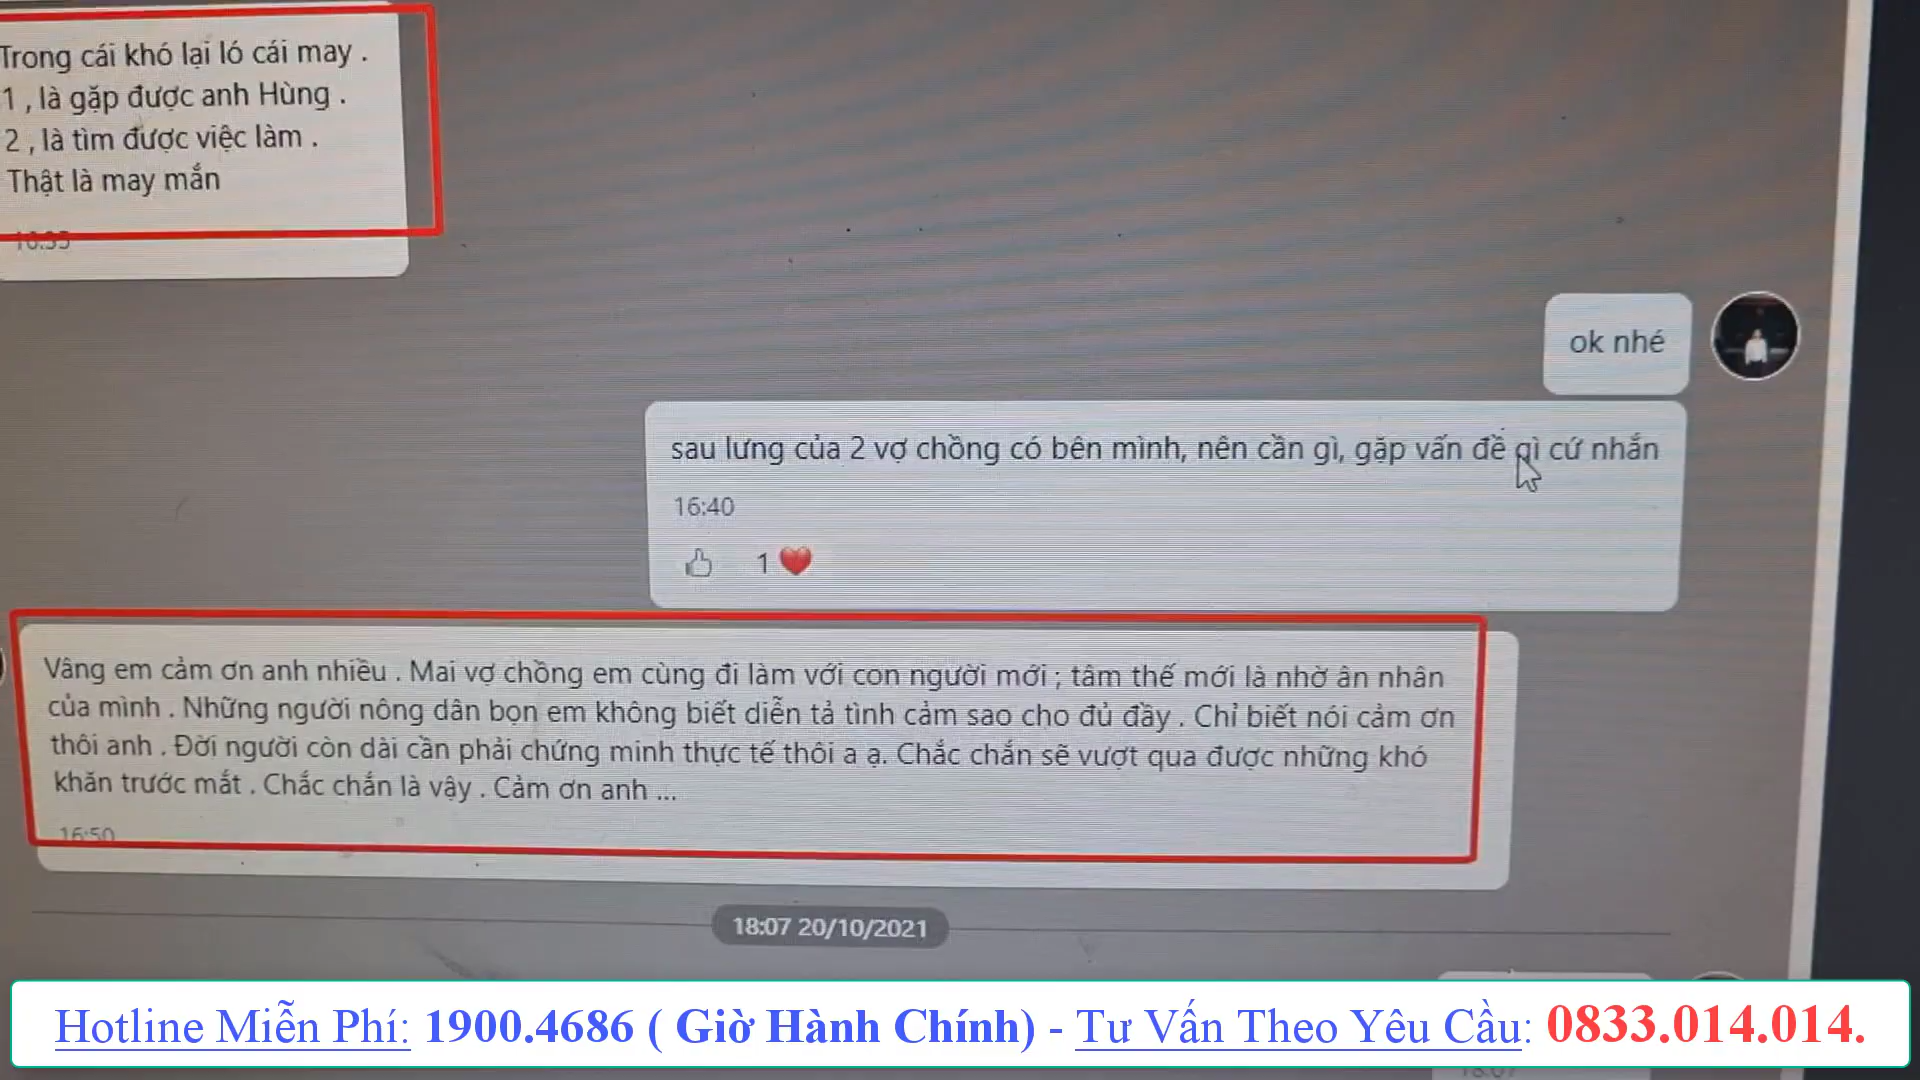 Trong cái khó lại ló cái may .
1 , là gặp được anh Hùng .
2 , là tìm được việc làm .
Thật là may mắn
16:35
ok nhé
sau lưng của 2 vợ chồng có bên mình, nên cần gì, gặp vấn đề gì cứ nhắn
16:40
1
Vâng em cảm ơn anh nhiều . Mai vợ chồng em cùng đi làm với con người mới ; tâm thế mới là nhờ ân nhân
của mình . Những người nông dân bọn em không biết diễn tả tình cảm sao cho đủ đầy . Chỉ biết nói cảm ơn
thôi anh . Đời người còn dài cần phải chứng minh thực tế thôi a ạ. Chắc chắn sẽ vượt qua được những khó
khăn trước mắt . Chắc chắn là vậy . Cảm ơn anh ...
16:50
18:07 20/10/2021
Hotline Miễn Phí: 1900.4686 ( Giờ Hành Chính) - Tư Vấn Theo Yêu Cầu: 0833.014.014.
18:07